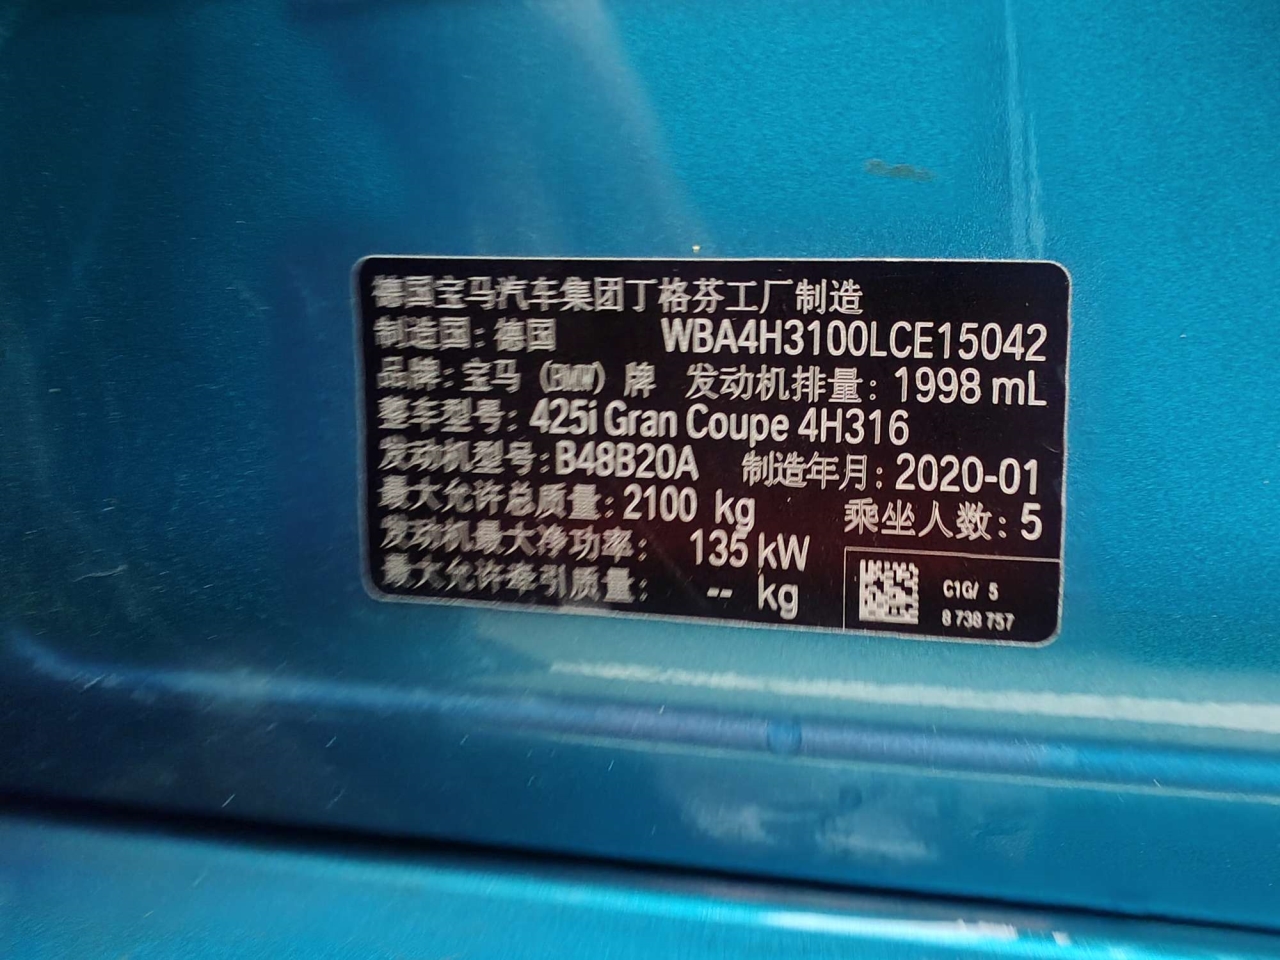 德国宝马汽车集团丁格芬工厂制造
制造国：德国 WBA4H3100LCE15042
品牌：宝马（BMW）牌 发动机排量：1998 mL
整车型号：425i Gran Coupe 4H316
发动机型号：B48B20A 制造年月：2020-01
最大允许总质量：2100 kg 乘坐人数：5
发动机最大净功率： 135 kW
最大允许牵引质量： -- kg
C1G/ 5
8 738 757